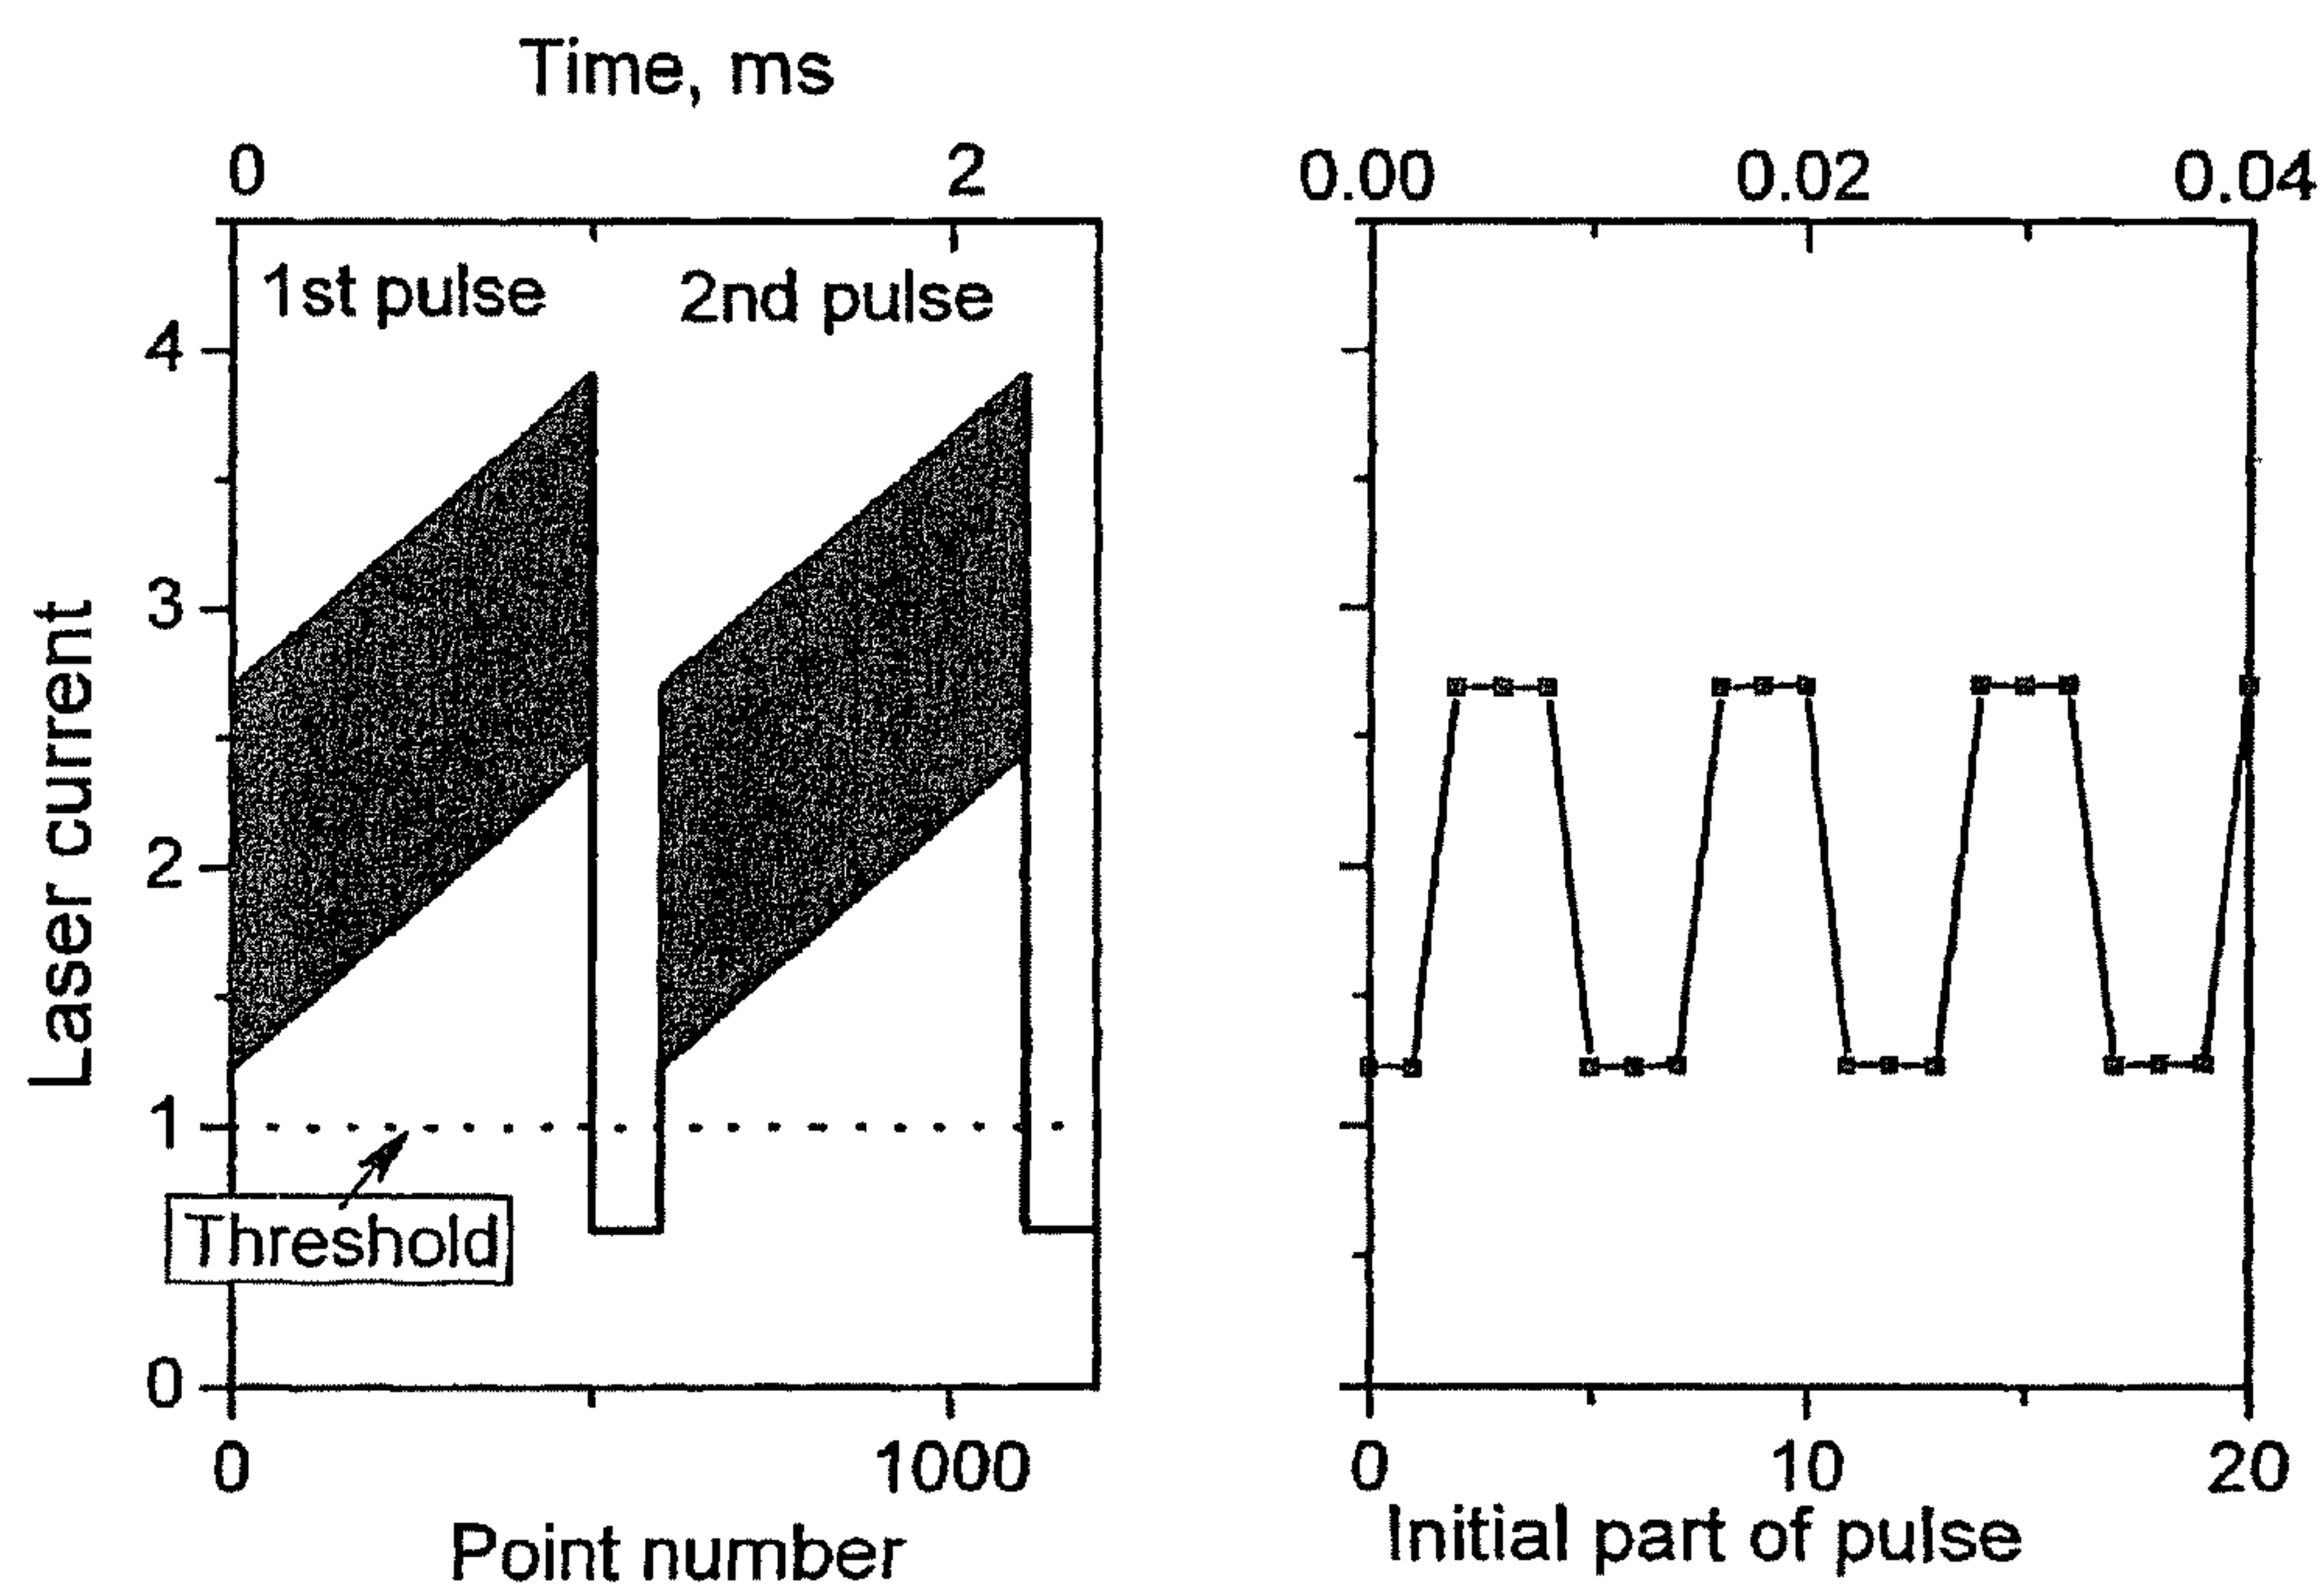 Time, ms
0 2
0.00 0.02 0.04
1st pulse 2nd pulse
4
3
2
1
0
Laser current
Threshold
0 1000
0 10 20
Point number
Initial part of pulse